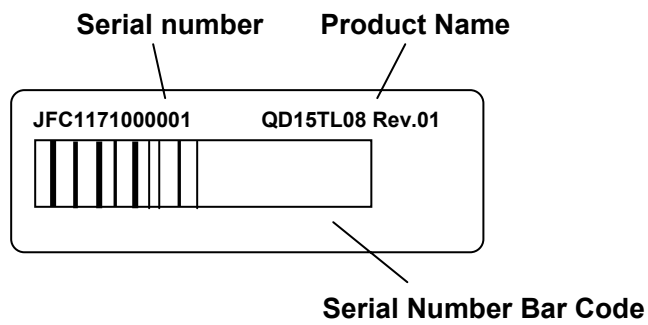 Serial number Product Name
JFC1171000001 QD15TL08 Rev.01
Serial Number Bar Code